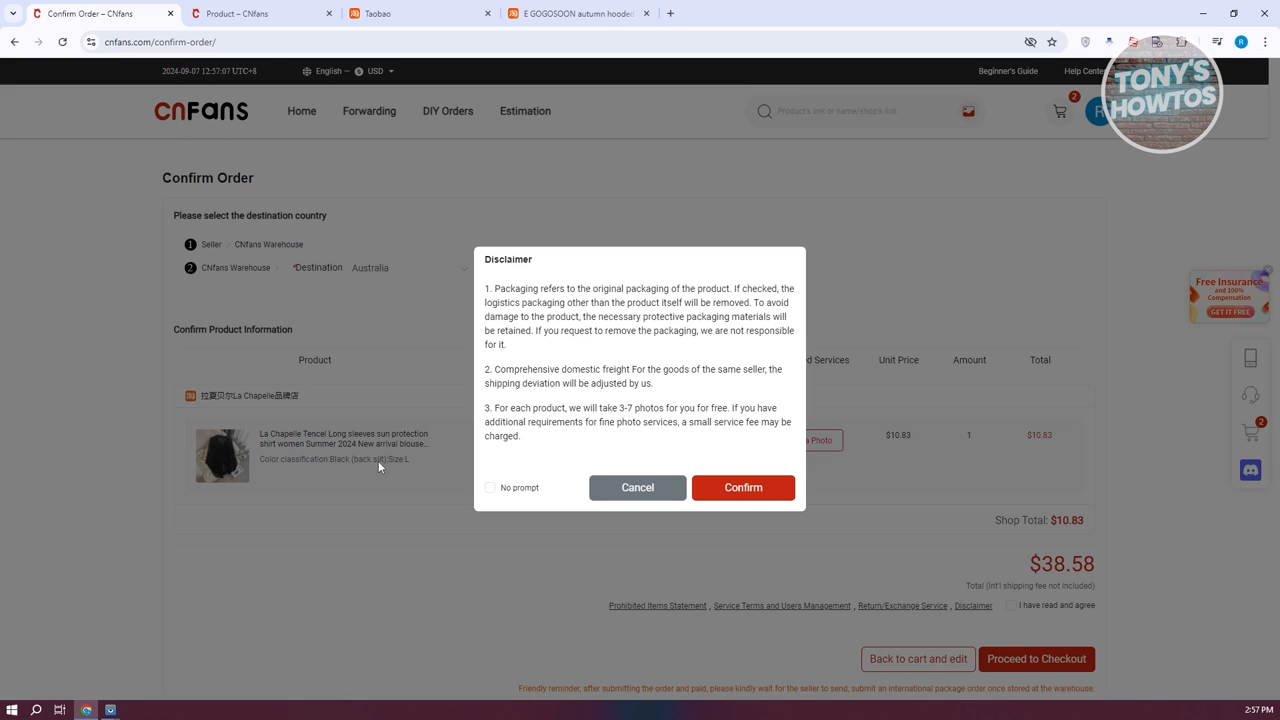 Confirm Order – CNfans
Product – CNfans
Taobao
E GOGOSOON autumn hooded
cnfans.com/confirm-order/
2024-09-07 12:57:07 UTC+8
English — USD
Beginner's Guide
Help Center
TONY'S
HOWTOS
CNFANS
Home
Forwarding
DIY Orders
Estimation
Product's link or name/shop's link
2
R
Confirm Order
Please select the destination country
1 Seller CNfans Warehouse
2 CNfans Warehouse *Destination Australia
Confirm Product Information
Product
Services
Unit Price
Amount
Total
拉夏贝尔La Chapelle品牌店
La Chapelle Tencel Long sleeves sun protection
shirt women Summer 2024 New arrival blouse...
Color classification:Black (back slit);Size:L
Photo
$10.83
1
$10.83
Shop Total: $10.83
$38.58
Total (Int'l shipping fee not included)
Prohibited Items Statement , Service Terms and Users Management , Return/Exchange Service , Disclaimer
I have read and agree
Back to cart and edit
Proceed to Checkout
Friendly reminder, after submitting the order and paid, please kindly wait for the seller to send, submit an international package order once stored at the warehouse.
Disclaimer
1. Packaging refers to the original packaging of the product. If checked, the
logistics packaging other than the product itself will be removed. To avoid
damage to the product, the necessary protective packaging materials will
be retained. If you request to remove the packaging, we are not responsible
for it.
2. Comprehensive domestic freight For the goods of the same seller, the
shipping deviation will be adjusted by us.
3. For each product, we will take 3-7 photos for you for free. If you have
additional requirements for fine photo services, a small service fee may be
charged.
No prompt
Cancel
Confirm
Free Insurance
and 100%
Compensation
GET IT FREE
2
2:57 PM